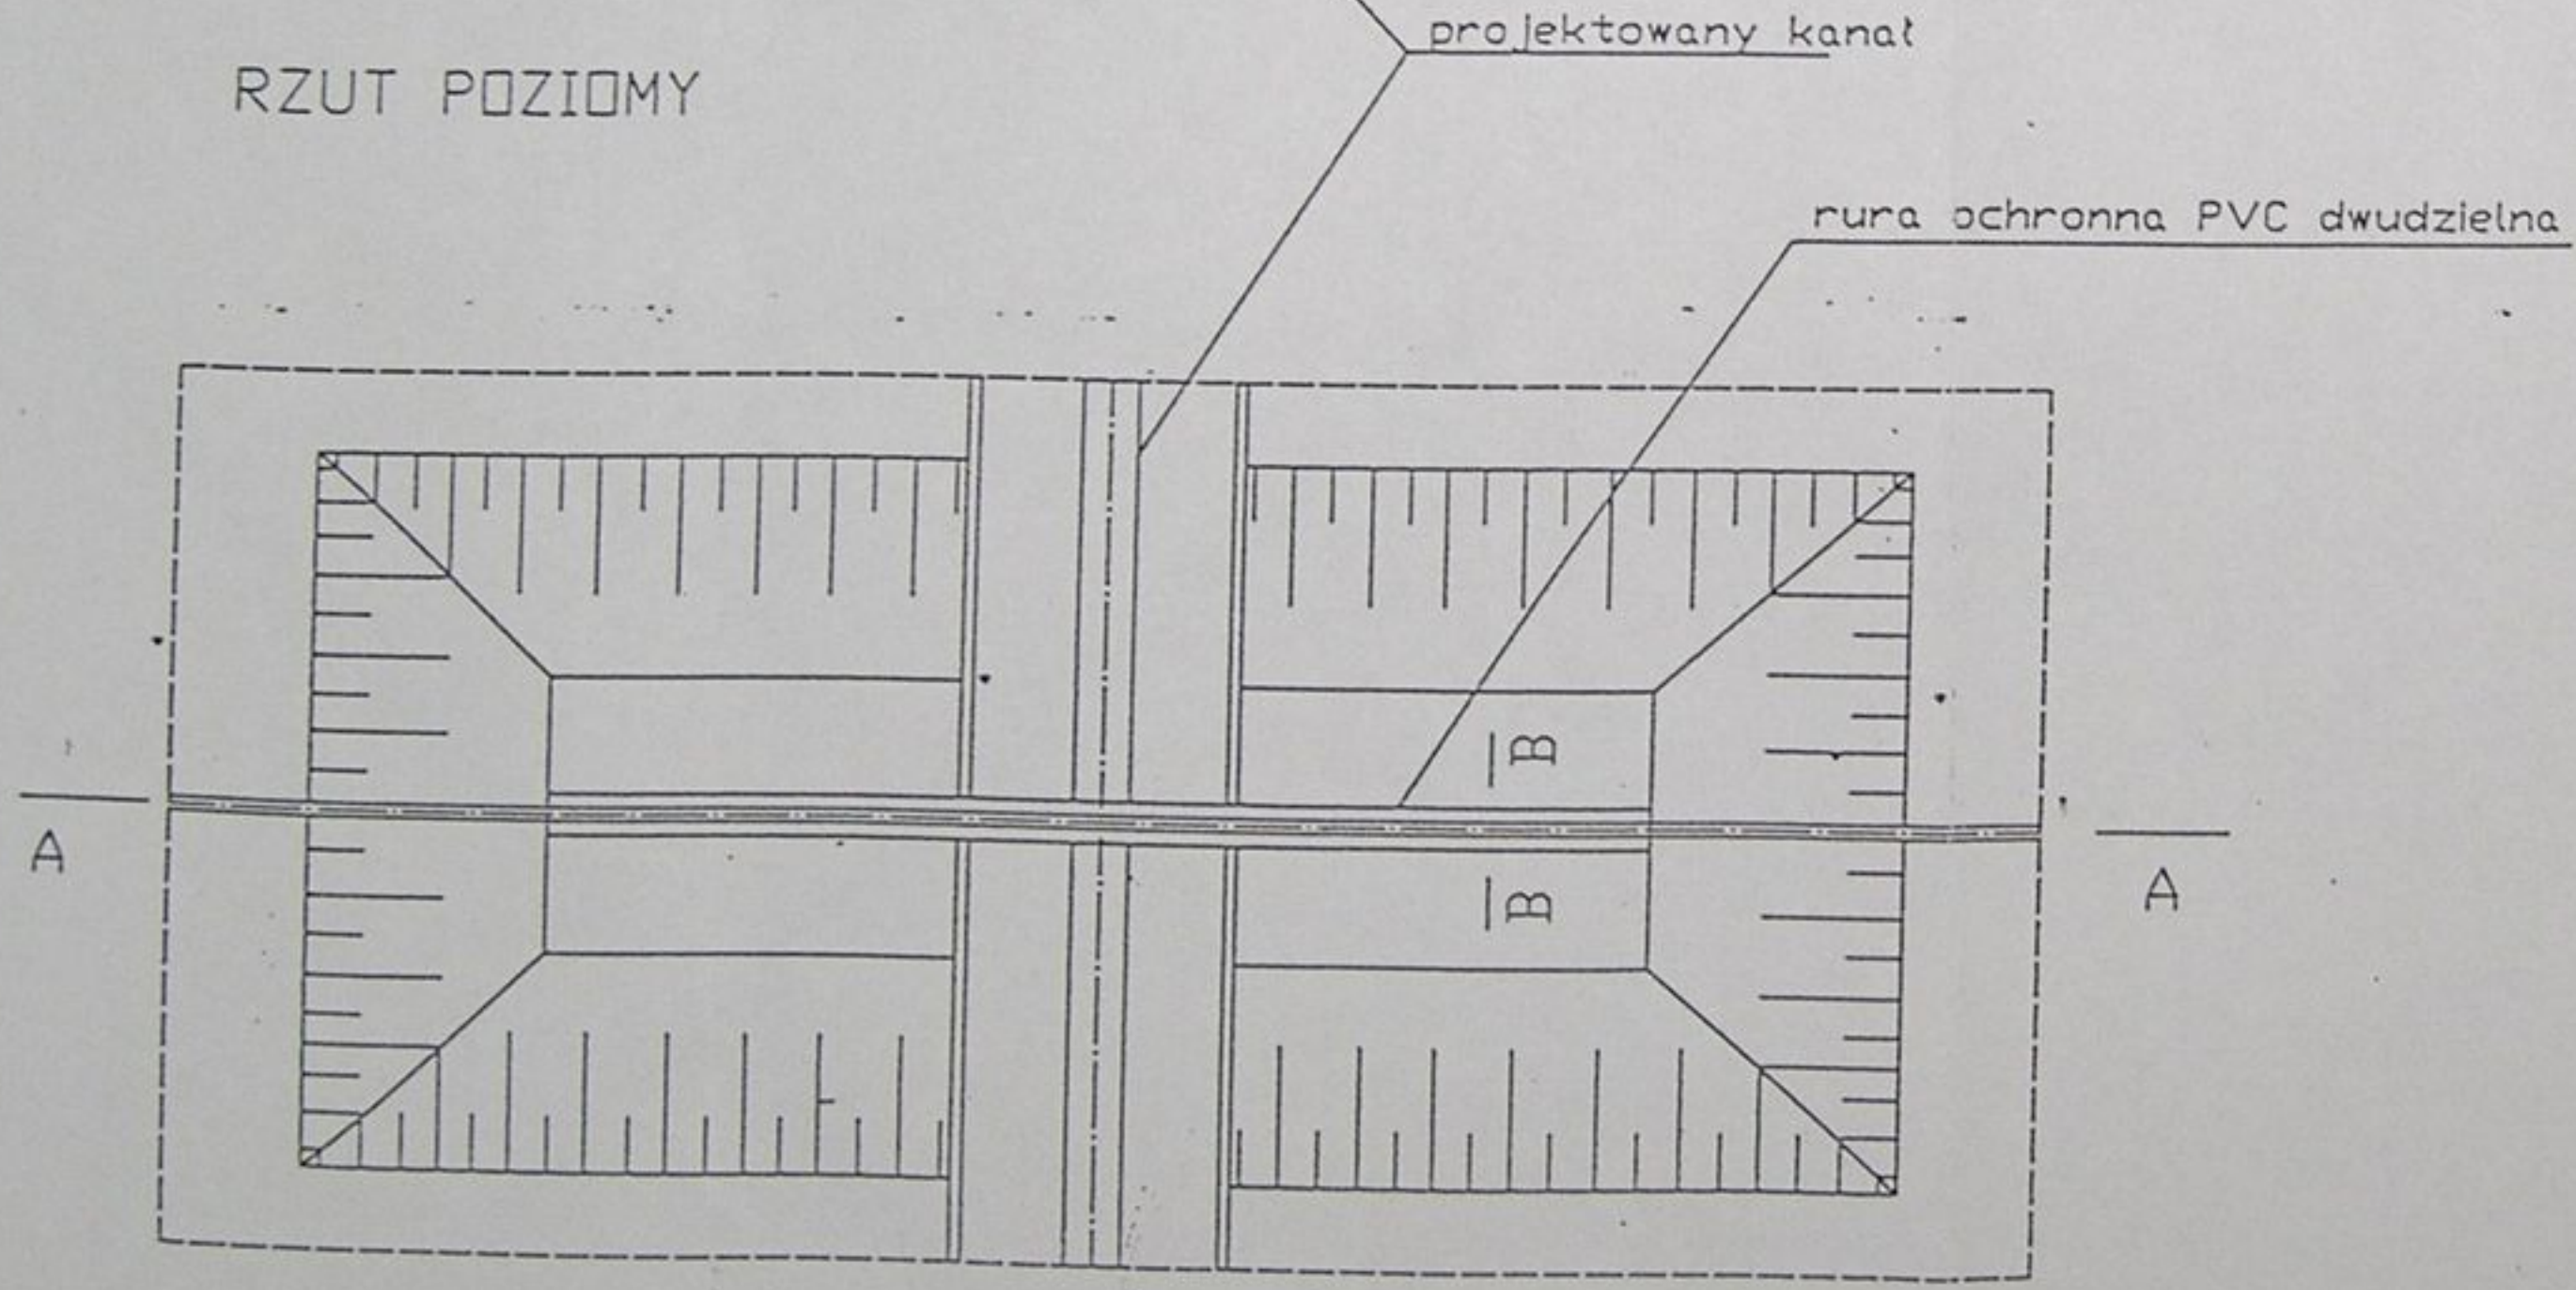 projektowany kanał
RZUT POZIOMY
rura ochronna PVC dwudzielna
B
A
B
A